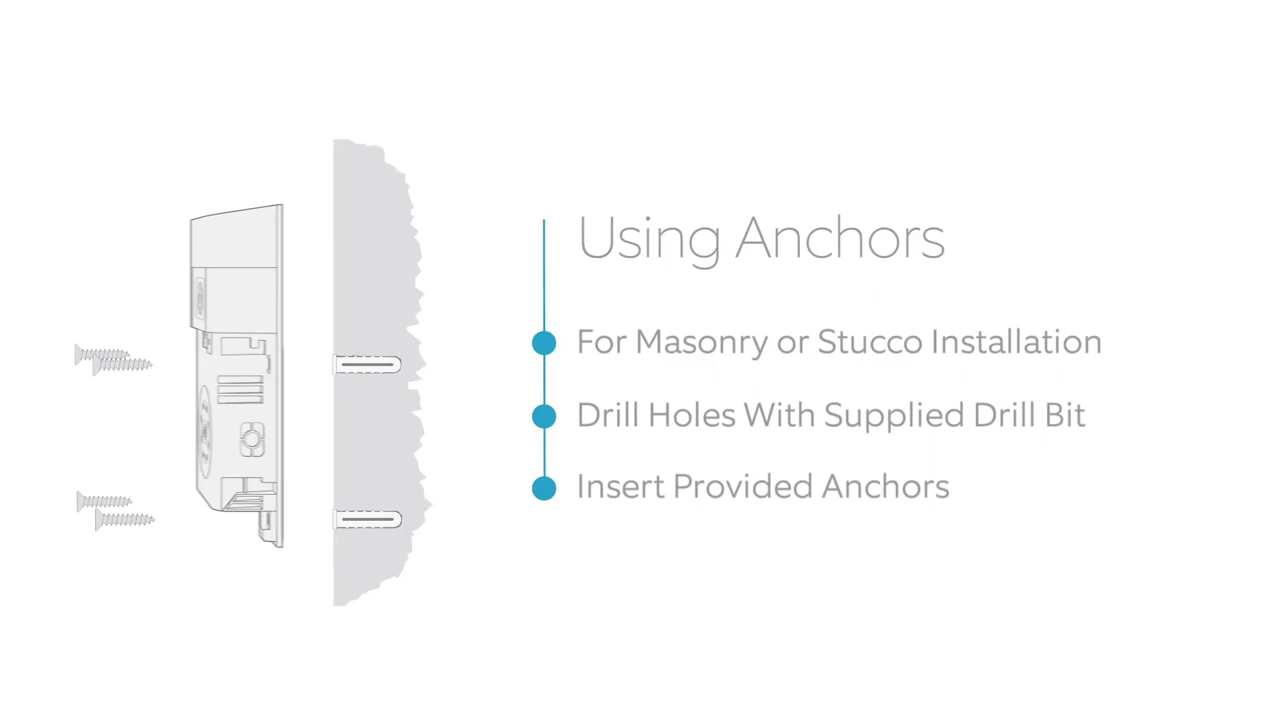 Using Anchors
For Masonry or Stucco Installation
Drill Holes With Supplied Drill Bit
Insert Provided Anchors